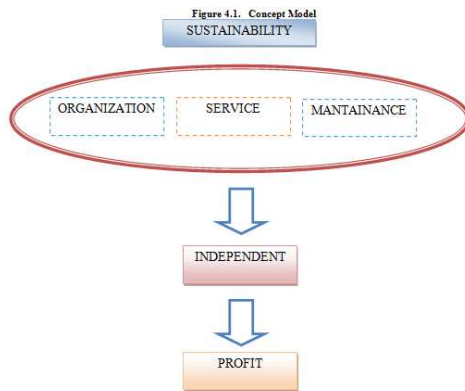 Figure 4.1. Concept Model
SUSTAINABILITY
ORGANIZATION SERVICE MANTAINANCE
INDEPENDENT
PROFIT